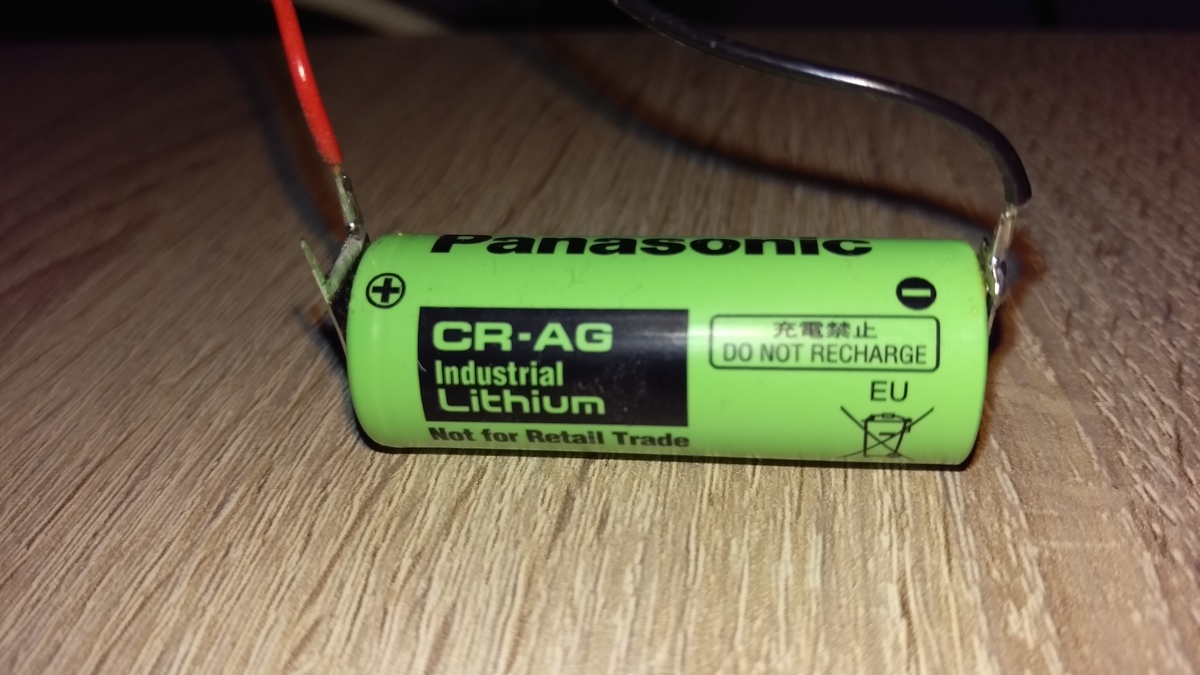 Panasonic
CR-AG
Industrial
Lithium
Not for Retail Trade
充電禁止
DO NOT RECHARGE
EU